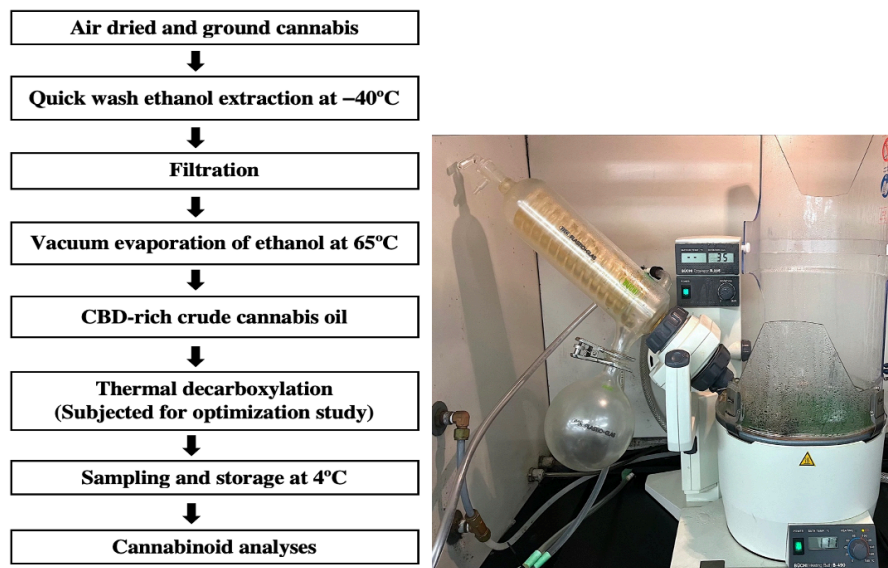 Air dried and ground cannabis
Quick wash ethanol extraction at −40ºC
Filtration
Vacuum evaporation of ethanol at 65ºC
CBD-rich crude cannabis oil
Thermal decarboxylation
(Subjected for optimization study)
Sampling and storage at 4ºC
Cannabinoid analyses
35